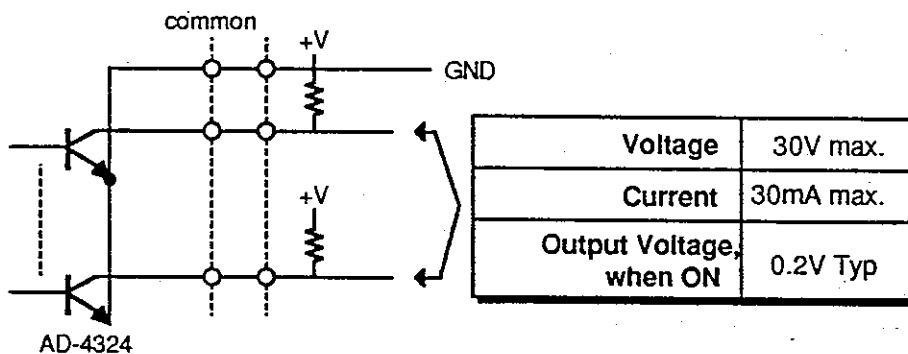 common
+V
GND
+V
AD-4324
Voltage 30V max.
Current 30mA max.
Output Voltage,
when ON 0.2V Typ